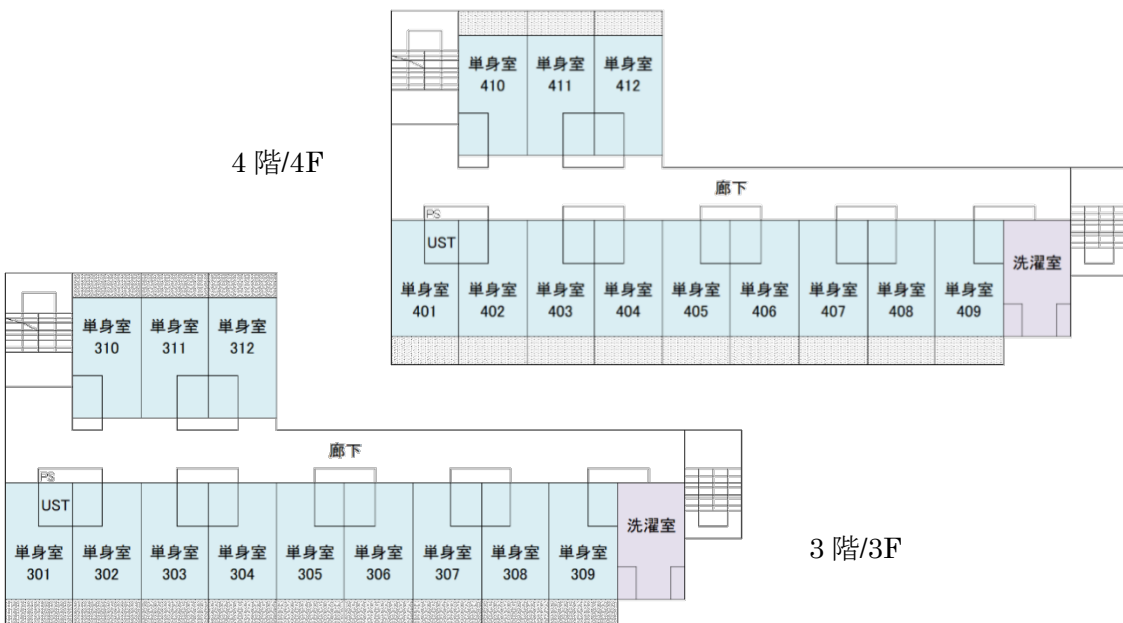 単身室
410
単身室
411
単身室
412
4 階/4F
廊下
PS
UST
単身室
401
単身室
402
単身室
403
単身室
404
単身室
405
単身室
406
単身室
407
単身室
408
単身室
409
洗濯室
単身室
310
単身室
311
単身室
312
廊下
PS
UST
単身室
301
単身室
302
単身室
303
単身室
304
単身室
305
単身室
306
単身室
307
単身室
308
単身室
309
洗濯室
3 階/3F